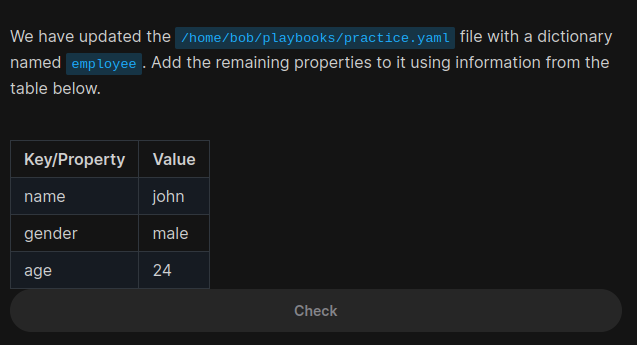 We have updated the /home/bob/playbooks/practice.yaml file with a dictionary
named employee . Add the remaining properties to it using information from the
table below.
Key/Property Value
name john
gender male
age 24
Check